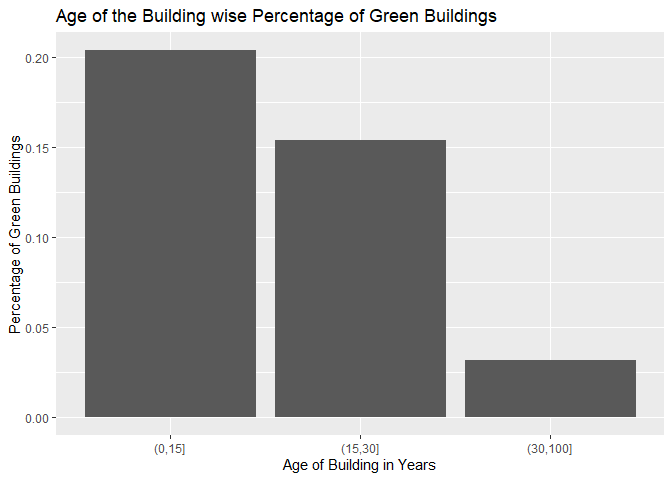 Age of the Building wise Percentage of Green Buildings
Percentage of Green Buildings
0.20
0.15
0.10
0.05
0.00
(0,15]
(15,30]
(30,100]
Age of Building in Years